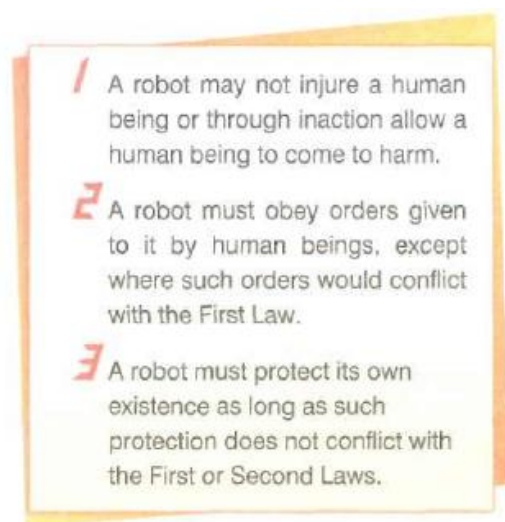 1 A robot may not injure a human
being or through inaction allow a
human being to come to harm.
2 A robot must obey orders given
to it by human beings, except
where such orders would conflict
with the First Law.
3 A robot must protect its own
existence as long as such
protection does not conflict with
the First or Second Laws.